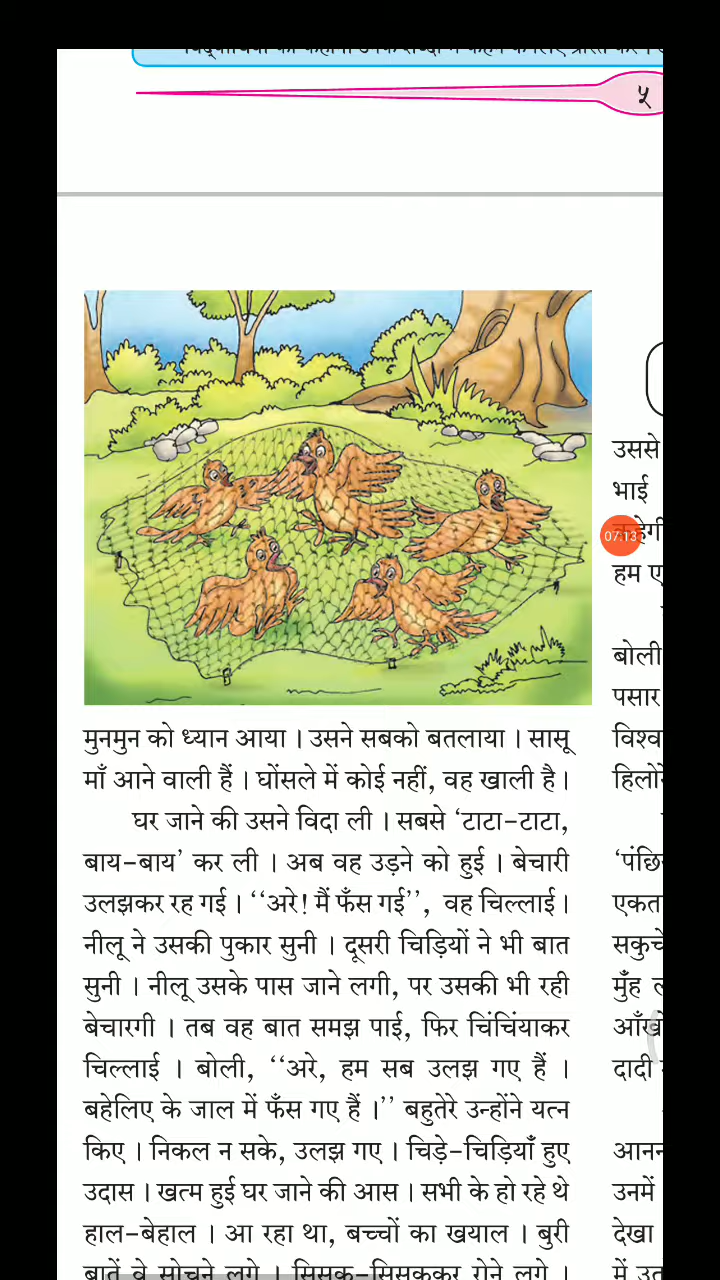 ५
मुनमुन को ध्यान आया । उसने सबको बतलाया । सासू
माँ आने वाली हैं । घोंसले में कोई नहीं, वह खाली है ।
घर जाने की उसने विदा ली । सबसे ‘टाटा-टाटा,
बाय-बाय’ कर ली । अब वह उड़ने को हुई । बेचारी
उलझकर रह गई । ‘‘अरे! मैं फँस गई’’, वह चिल्लाई ।
नीलू ने उसकी पुकार सुनी । दूसरी चिड़ियों ने भी बात
सुनी । नीलू उसके पास जाने लगी, पर उसकी भी रही
बेचारगी । तब वह बात समझ पाई, फिर चिंचिंयाकर
चिल्लाई । बोली, ‘‘अरे, हम सब उलझ गए हैं ।
बहेलिए के जाल में फँस गए हैं ।’’ बहुतेरे उन्होंने यत्न
किए । निकल न सके, उलझ गए । चिड़े-चिड़ियाँ हुए
उदास । खत्म हुई घर जाने की आस । सभी के हो रहे थे
हाल-बेहाल । आ रहा था, बच्चों का खयाल । बुरी
बातें वे सोचने लगे । सिसक-सिसककर रोने लगे ।
उससे
भाई
07:13
हम
बोली
पसार
एकता
मुँह
दादी
उनमें
देखा
में